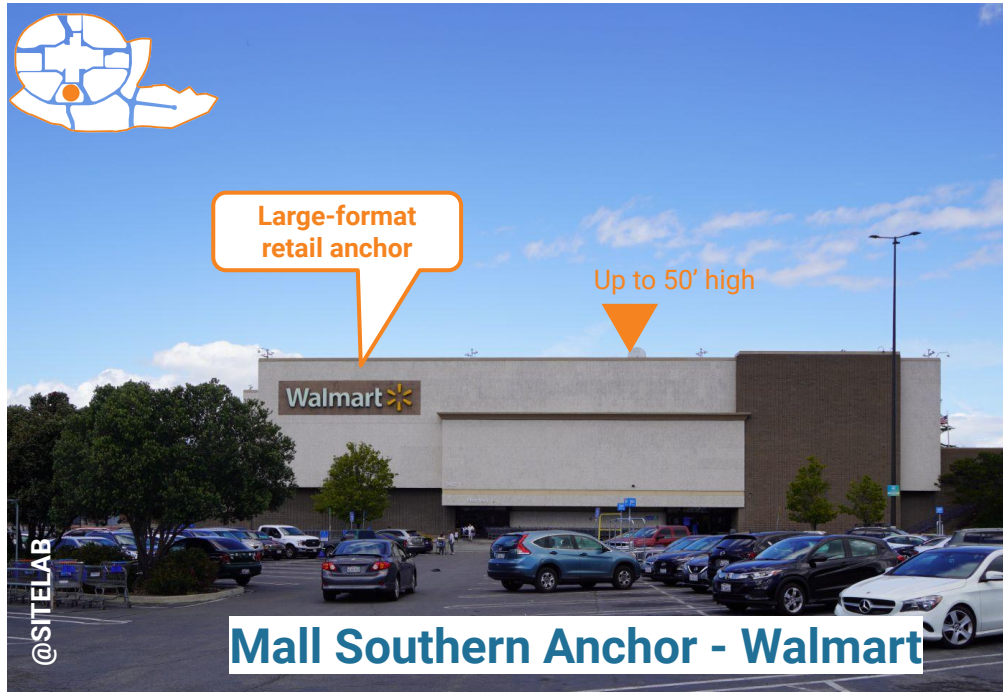 Large-format
retail anchor
Up to 50’ high
Walmart
@SITELAB
Mall Southern Anchor - Walmart